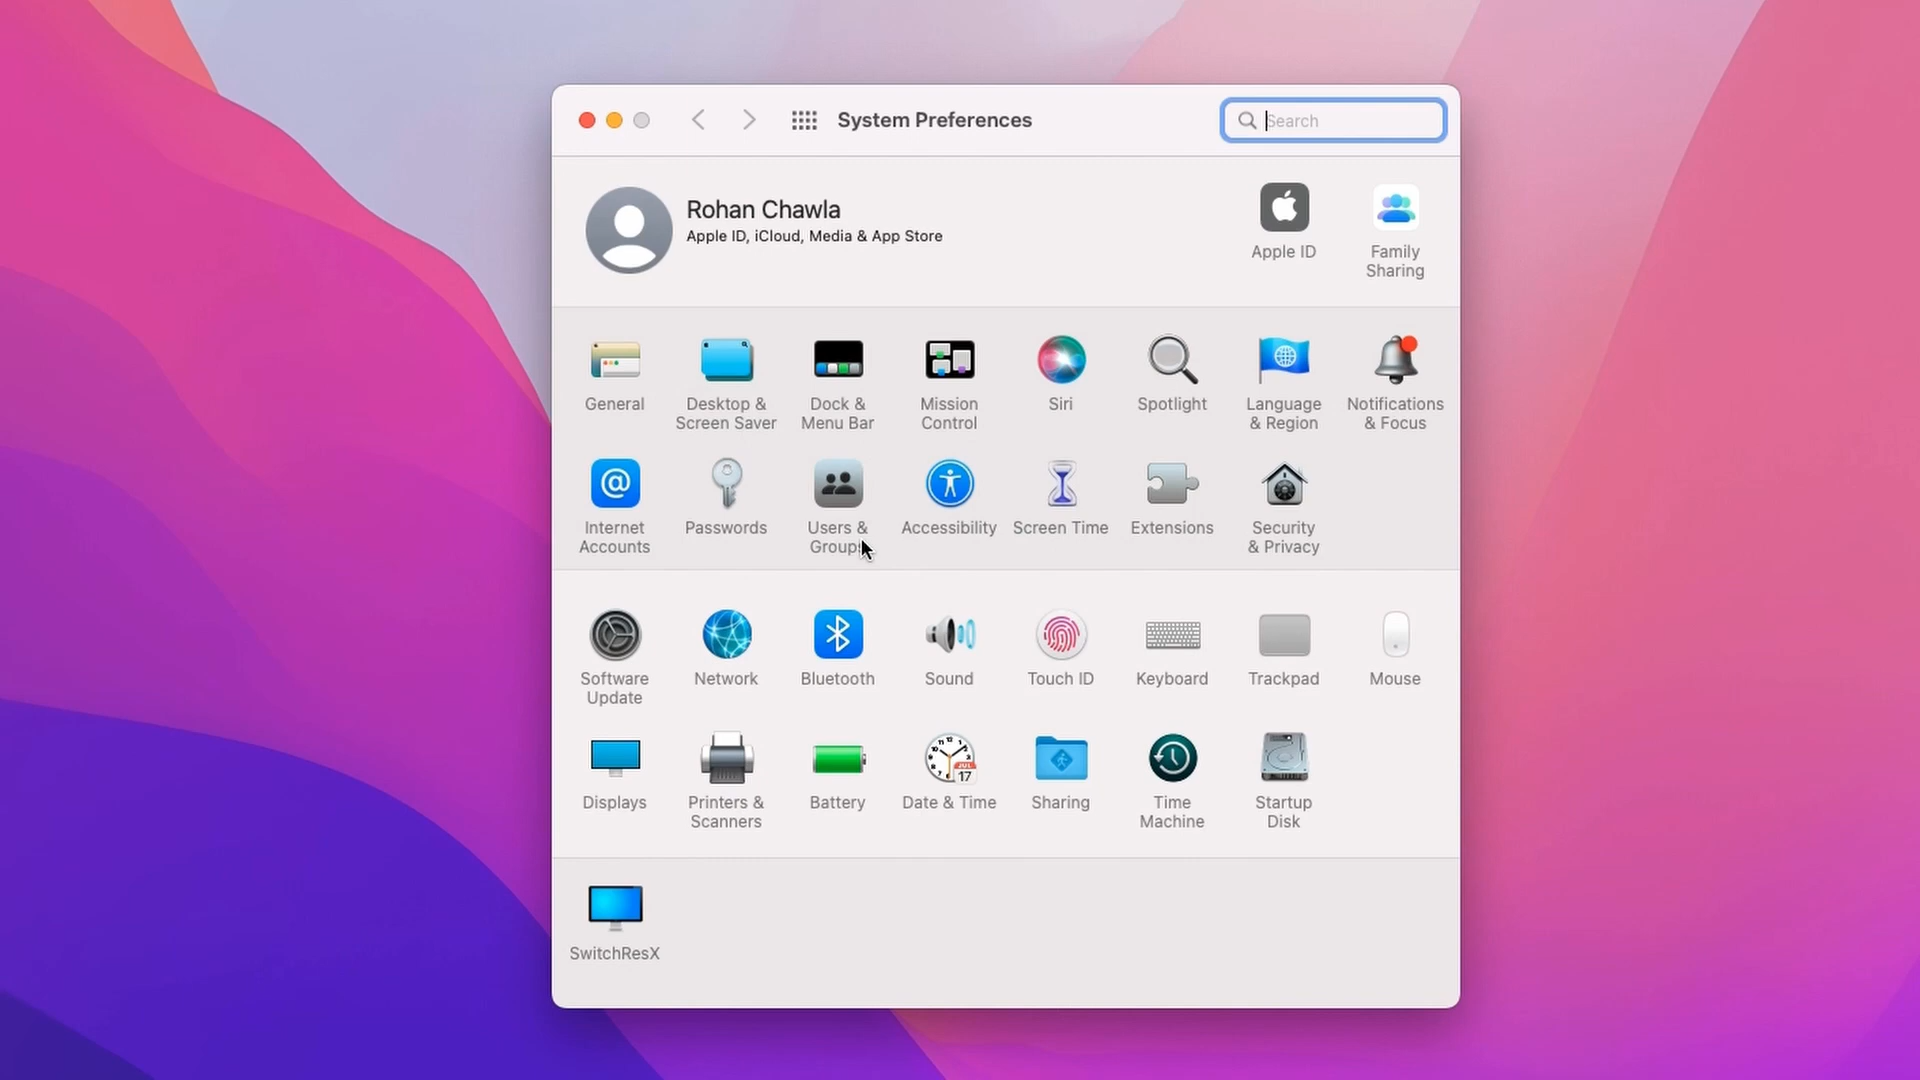 System Preferences
Search
Rohan Chawla
Apple ID, iCloud, Media & App Store
Apple ID
Family
Sharing
General
Desktop &
Screen Saver
Dock &
Menu Bar
Mission
Control
Siri
Spotlight
Language
& Region
Notifications
& Focus
Internet
Accounts
Passwords
Users &
Groups
Accessibility
Screen Time
Extensions
Security
& Privacy
Software
Update
Network
Bluetooth
Sound
Touch ID
Keyboard
Trackpad
Mouse
Displays
Printers &
Scanners
Battery
JUL
17
Date & Time
Sharing
Time
Machine
Startup
Disk
SwitchResX